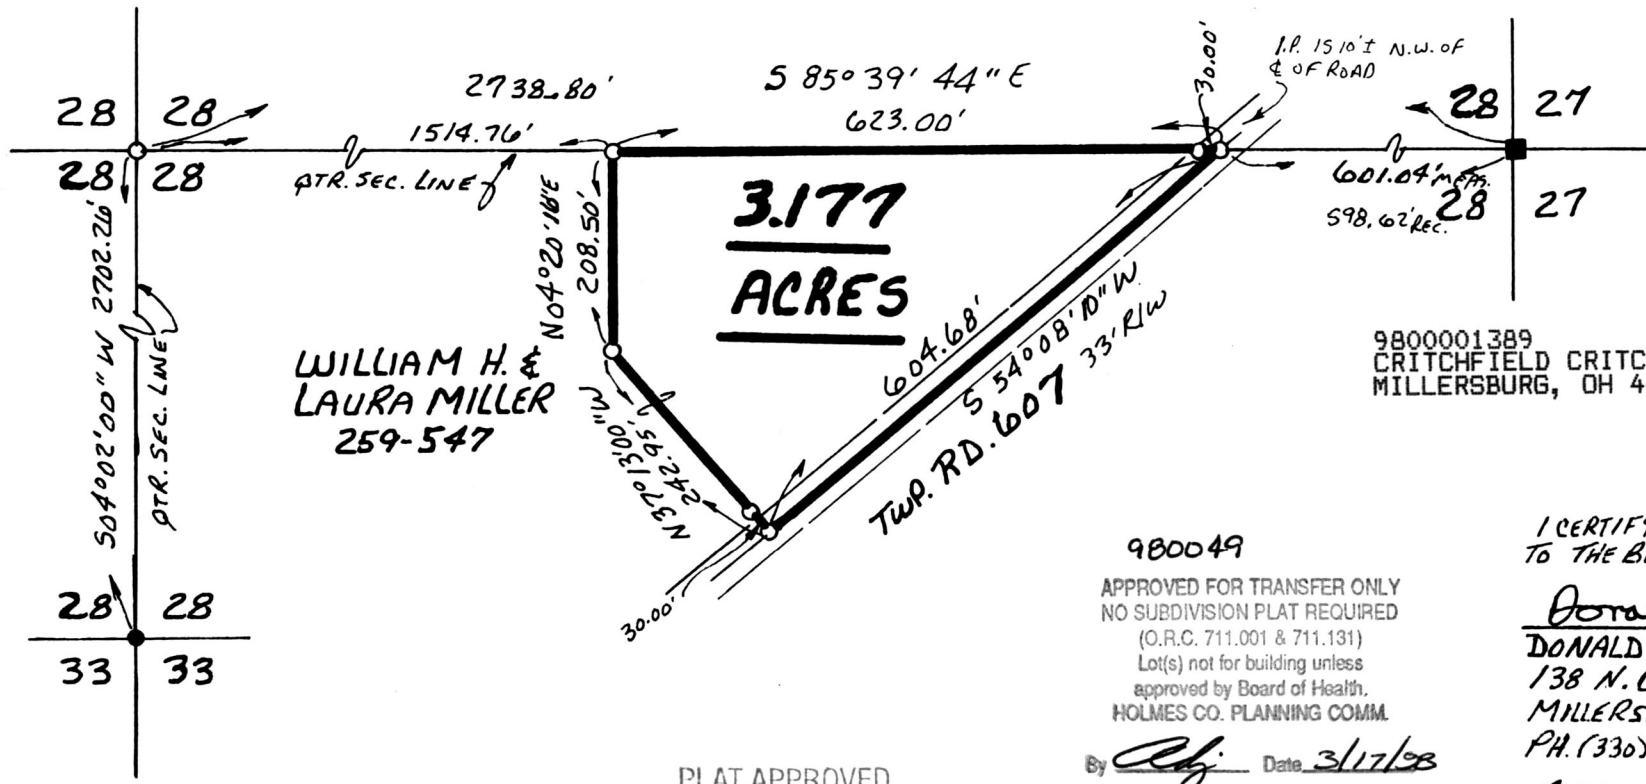 2738.80'
S 85° 39' 44" E
30.00'
I.P. IS 10'± N.W. OF
℄ OF ROAD
28 28
28 27
1514.76'
623.00'
28 28
QTR. SEC. LINE
601.04' MEAS.
28 27
598.62' REC.
3.177
ACRES
N04°20'16"E
208.50'
S04°02'00" W 2702.26'
QTR. SEC. LINE
WILLIAM H. &
LAURA MILLER
259-547
604.68'
S 54°08'10" W
TWP. RD. 607 33' R/W
N37°13'00"W
242.95'
30.00'
9800001389
CRITCHFIELD CRITC
MILLERSBURG, OH 4
28 28
33 33
980049
APPROVED FOR TRANSFER ONLY
NO SUBDIVISION PLAT REQUIRED
(O.R.C. 711.001 & 711.131)
Lot(s) not for building unless
approved by Board of Health.
HOLMES CO. PLANNING COMM.
By Date 3/17/98
I CERTIFY
TO THE B
Dona
DONALD
138 N.
MILLERS
PH. (330)
PLAT APPROVED